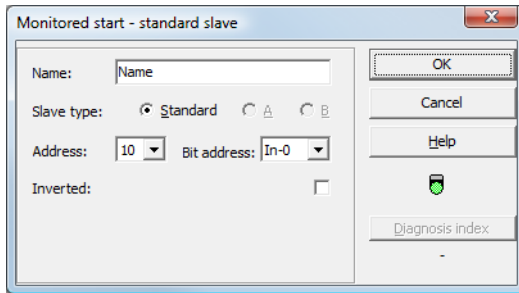 Monitored start - standard slave
Name: Name
Slave type: Standard A B
Address: 10 Bit address: In-0
Inverted:
OK
Cancel
Help
Diagnosis index
-